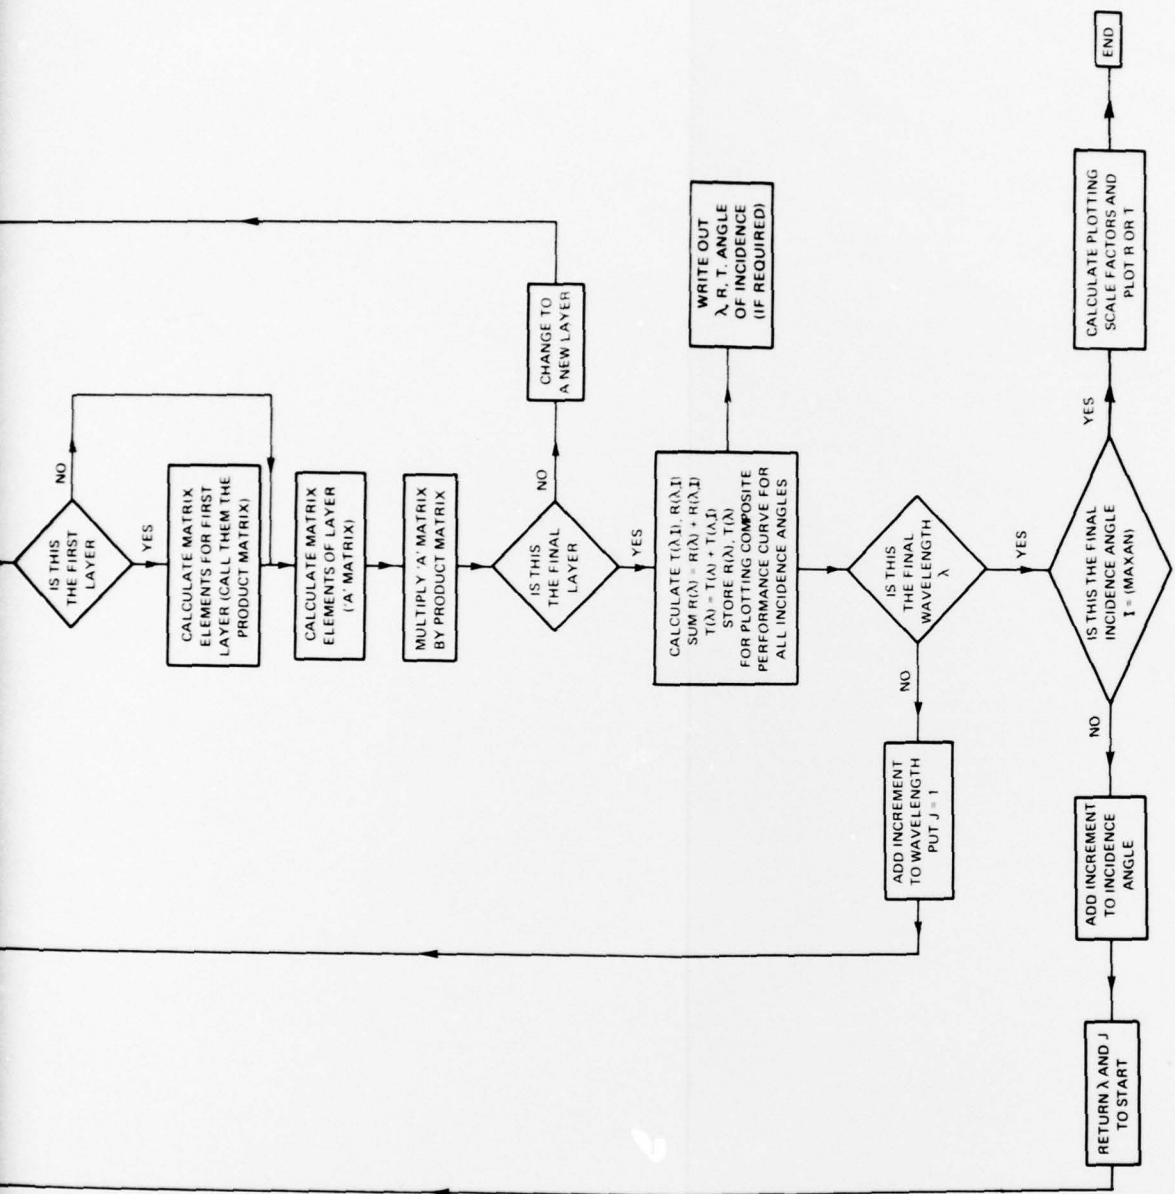 IS THIS
THE FIRST
LAYER
NO
YES
CALCULATE MATRIX
ELEMENTS FOR FIRST
LAYER (CALL THEM THE
PRODUCT MATRIX)
CALCULATE MATRIX
ELEMENTS OF LAYER
('A' MATRIX)
MULTIPLY 'A' MATRIX
BY PRODUCT MATRIX
IS THIS
THE FINAL
LAYER
NO
CHANGE TO
A NEW LAYER
YES
CALCULATE T(λ,I), R(λ,I)
SUM R(λ) = R(λ) + R(λ,I)
T(λ) = T(λ) + T(λ,I)
STORE R(λ), T(λ)
FOR PLOTTING COMPOSITE
PERFORMANCE CURVE FOR
ALL INCIDENCE ANGLES
WRITE OUT
λ, R, T, ANGLE
OF INCIDENCE
(IF REQUIRED)
IS THIS
THE FINAL
WAVELENGTH
λ
NO
ADD INCREMENT
TO WAVELENGTH
PUT J = 1
YES
IS THIS THE FINAL
INCIDENCE ANGLE
I = (MAXAN)
YES
CALCULATE PLOTTING
SCALE FACTORS AND
PLOT R OR T
END
NO
ADD INCREMENT
TO INCIDENCE
ANGLE
RETURN λ AND J
TO START